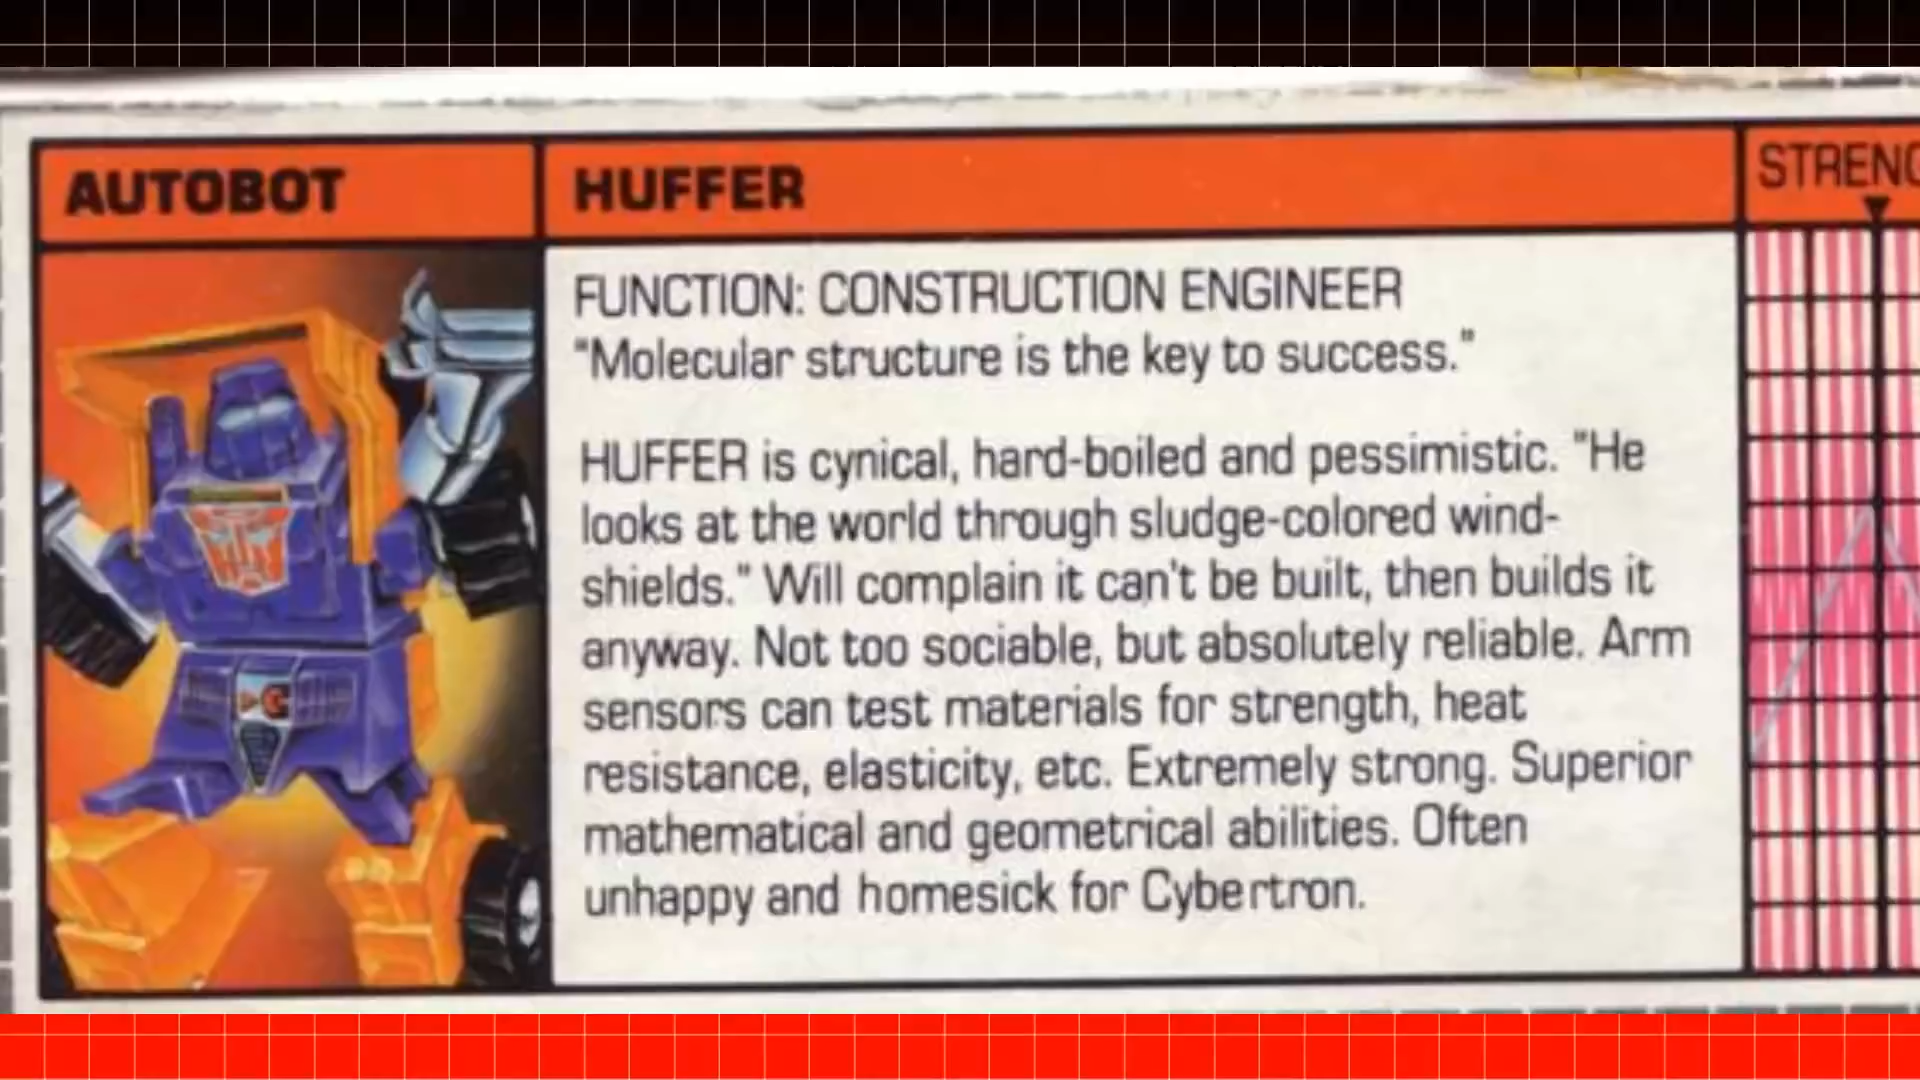 AUTOBOT
HUFFER
STRENG
FUNCTION: CONSTRUCTION ENGINEER
"Molecular structure is the key to success."
HUFFER is cynical, hard-boiled and pessimistic. "He
looks at the world through sludge-colored wind-
shields." Will complain it can't be built, then builds it
anyway. Not too sociable, but absolutely reliable. Arm
sensors can test materials for strength, heat
resistance, elasticity, etc. Extremely strong. Superior
mathematical and geometrical abilities. Often
unhappy and homesick for Cybertron.